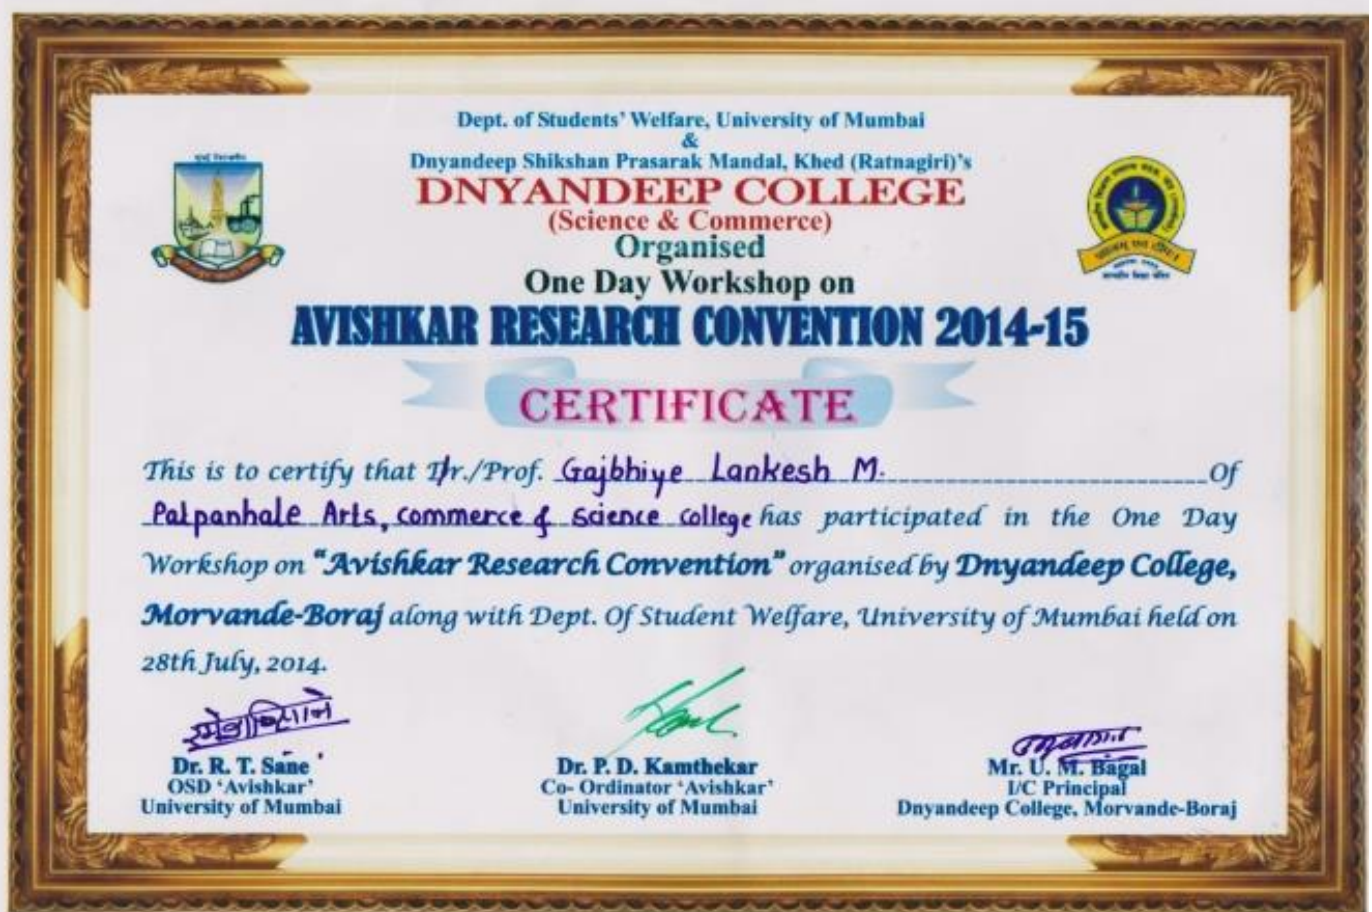 Dept. of Students' Welfare, University of Mumbai
&
Dnyandeep Shikshan Prasarak Mandal, Khed (Ratnagiri)'s
DNYANDEEP COLLEGE
(Science & Commerce)
Organised
One Day Workshop on
AVISHKAR RESEARCH CONVENTION 2014-15
CERTIFICATE
This is to certify that Dr./Prof. Gajbhiye Lankesh M. Of
Patpanhale Arts, Commerce & Science College has participated in the One Day
Workshop on "Avishkar Research Convention" organised by Dnyandeep College,
Morvande-Boraj along with Dept. Of Student Welfare, University of Mumbai held on
28th July, 2014.
Dr. R. T. Sane
OSD 'Avishkar'
University of Mumbai
Dr. P. D. Kamthekar
Co- Ordinator 'Avishkar'
University of Mumbai
Mr. U. M. Bagal
I/C Principal
Dnyandeep College, Morvande-Boraj